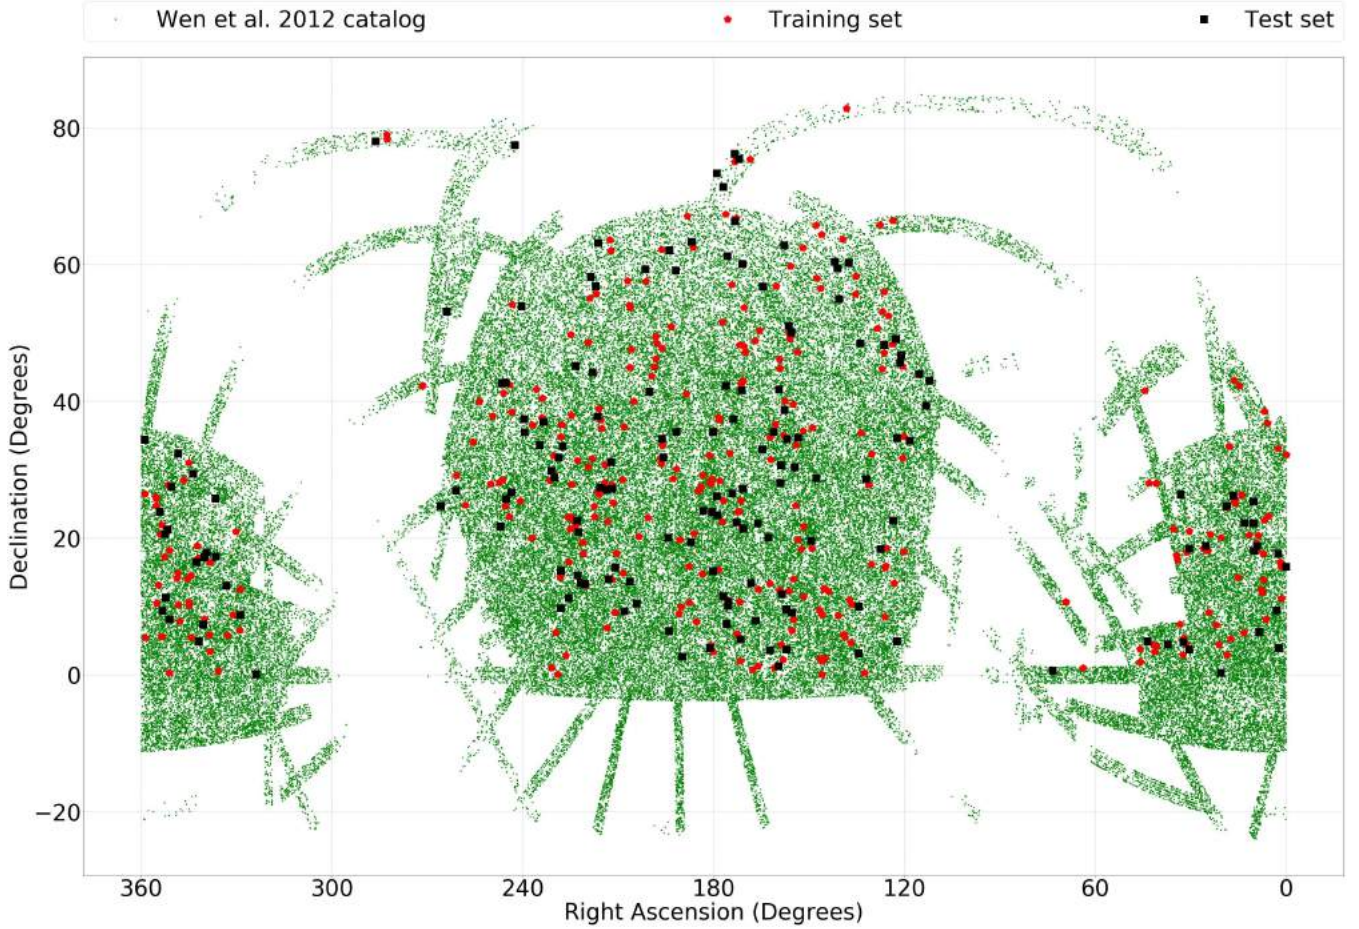 Wen et al. 2012 catalog Training set Test set
80
60
40
20
0
−20
Declination (Degrees)
360 300 240 180 120 60 0
Right Ascension (Degrees)